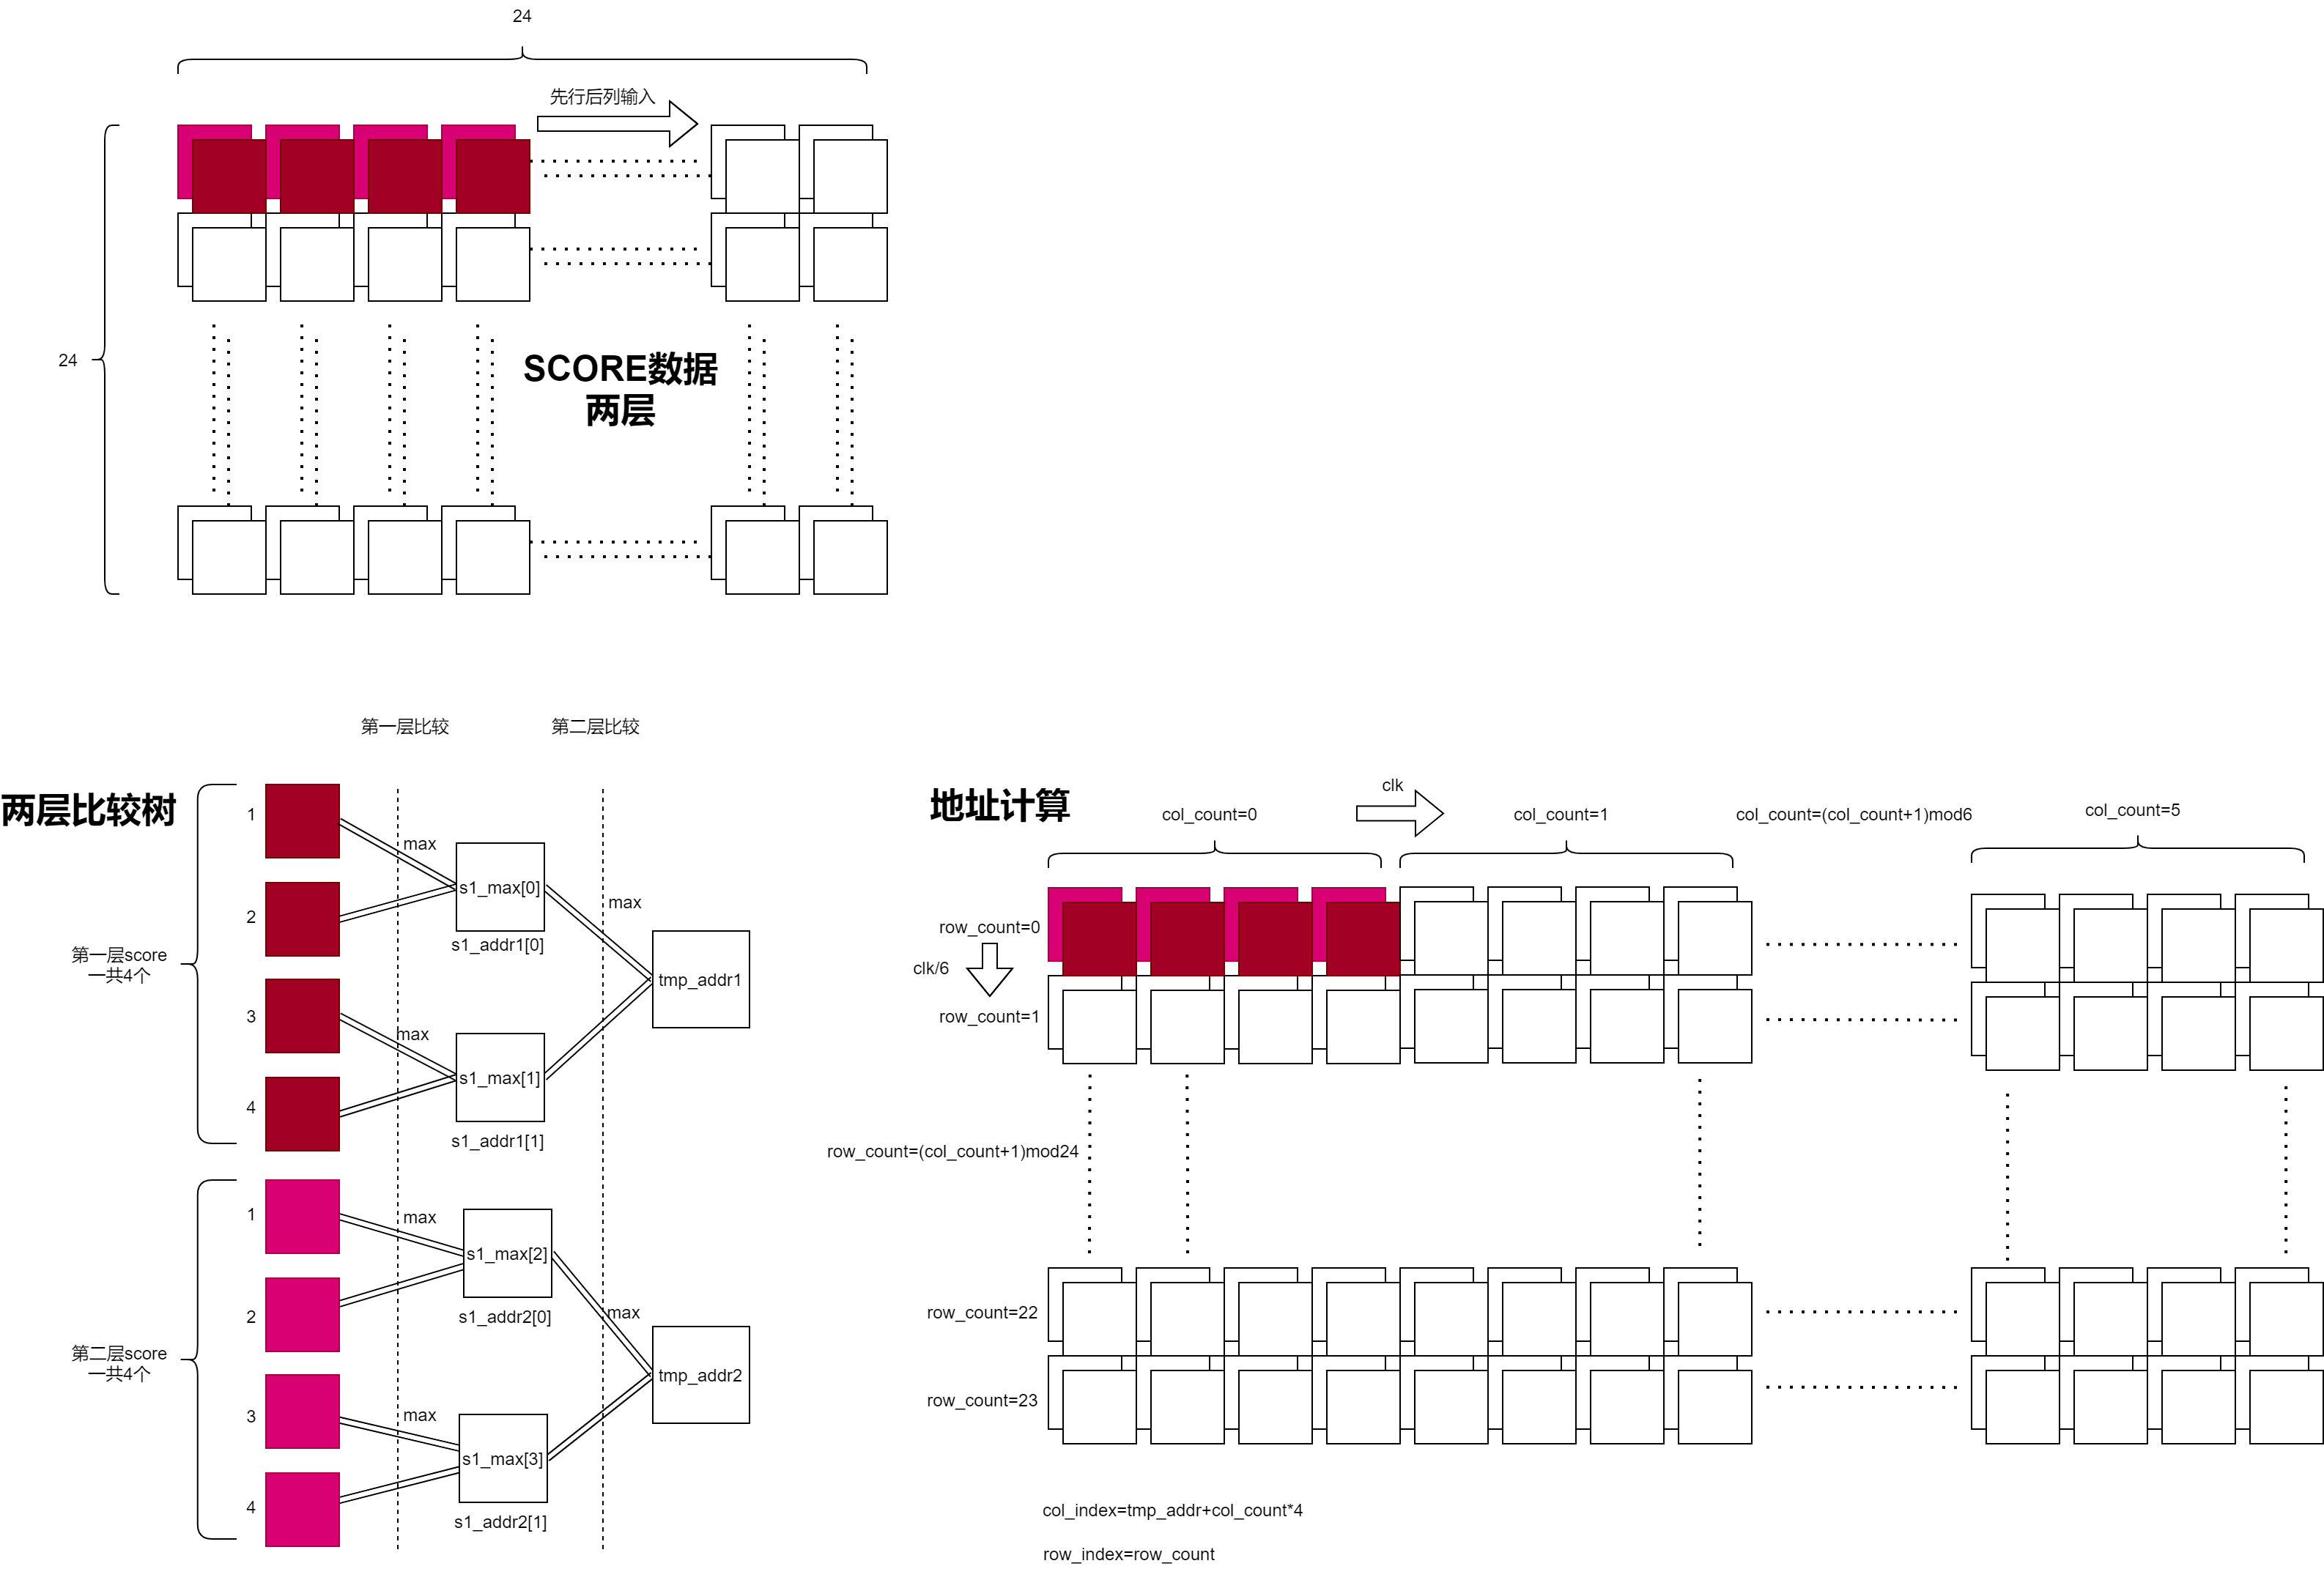 24
先行后列输入
24
SCORE数据
两层
第一层比较
第二层比较
两层比较树
1
max
s1_max[0]
2
max
s1_addr1[0]
第一层score
一共4个
tmp_addr1
3
max
s1_max[1]
4
s1_addr1[1]
1
max
s1_max[2]
2
max
s1_addr2[0]
第二层score
一共4个
tmp_addr2
3
max
s1_max[3]
4
s1_addr2[1]
地址计算
clk
col_count=0
col_count=1
col_count=(col_count+1)mod6
col_count=5
row_count=0
clk/6
row_count=1
row_count=(col_count+1)mod24
row_count=22
row_count=23
col_index=tmp_addr+col_count*4
row_index=row_count